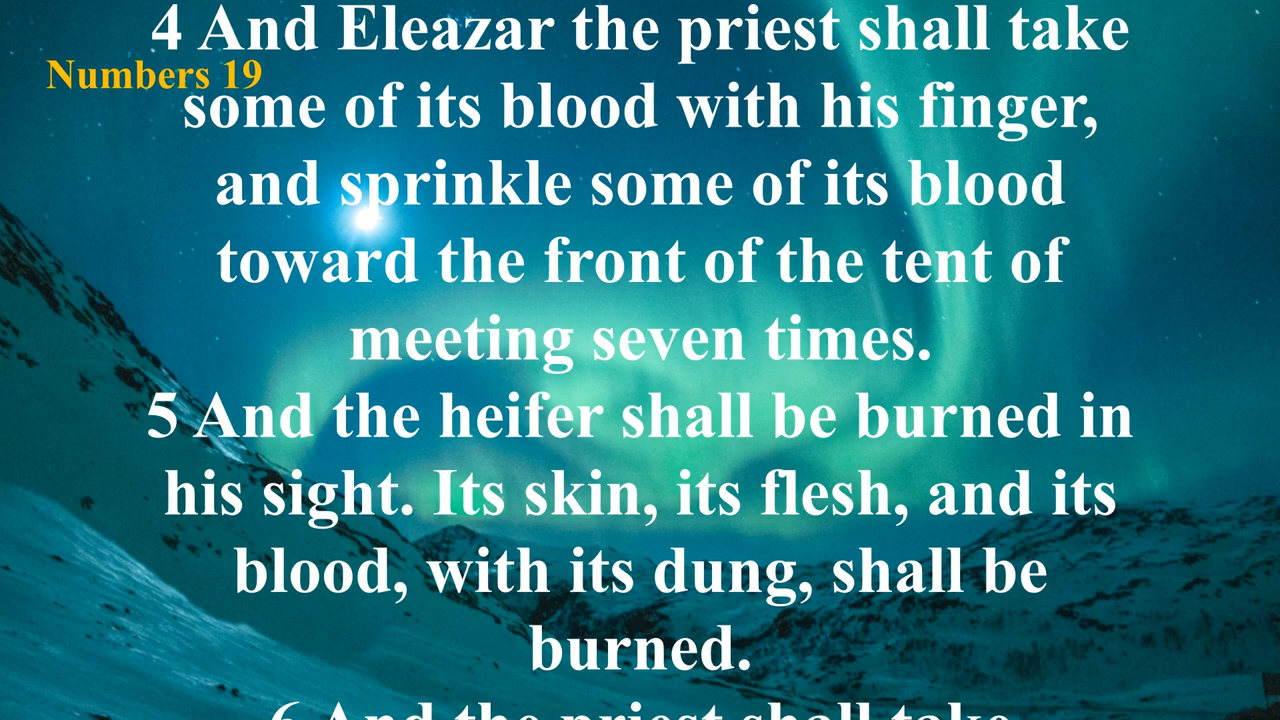 4 And Eleazar the priest shall take
Numbers 19
some of its blood with his finger,
and sprinkle some of its blood
toward the front of the tent of
meeting seven times.
5 And the heifer shall be burned in
his sight. Its skin, its flesh, and its
blood, with its dung, shall be
burned.
6 And the priest shall take